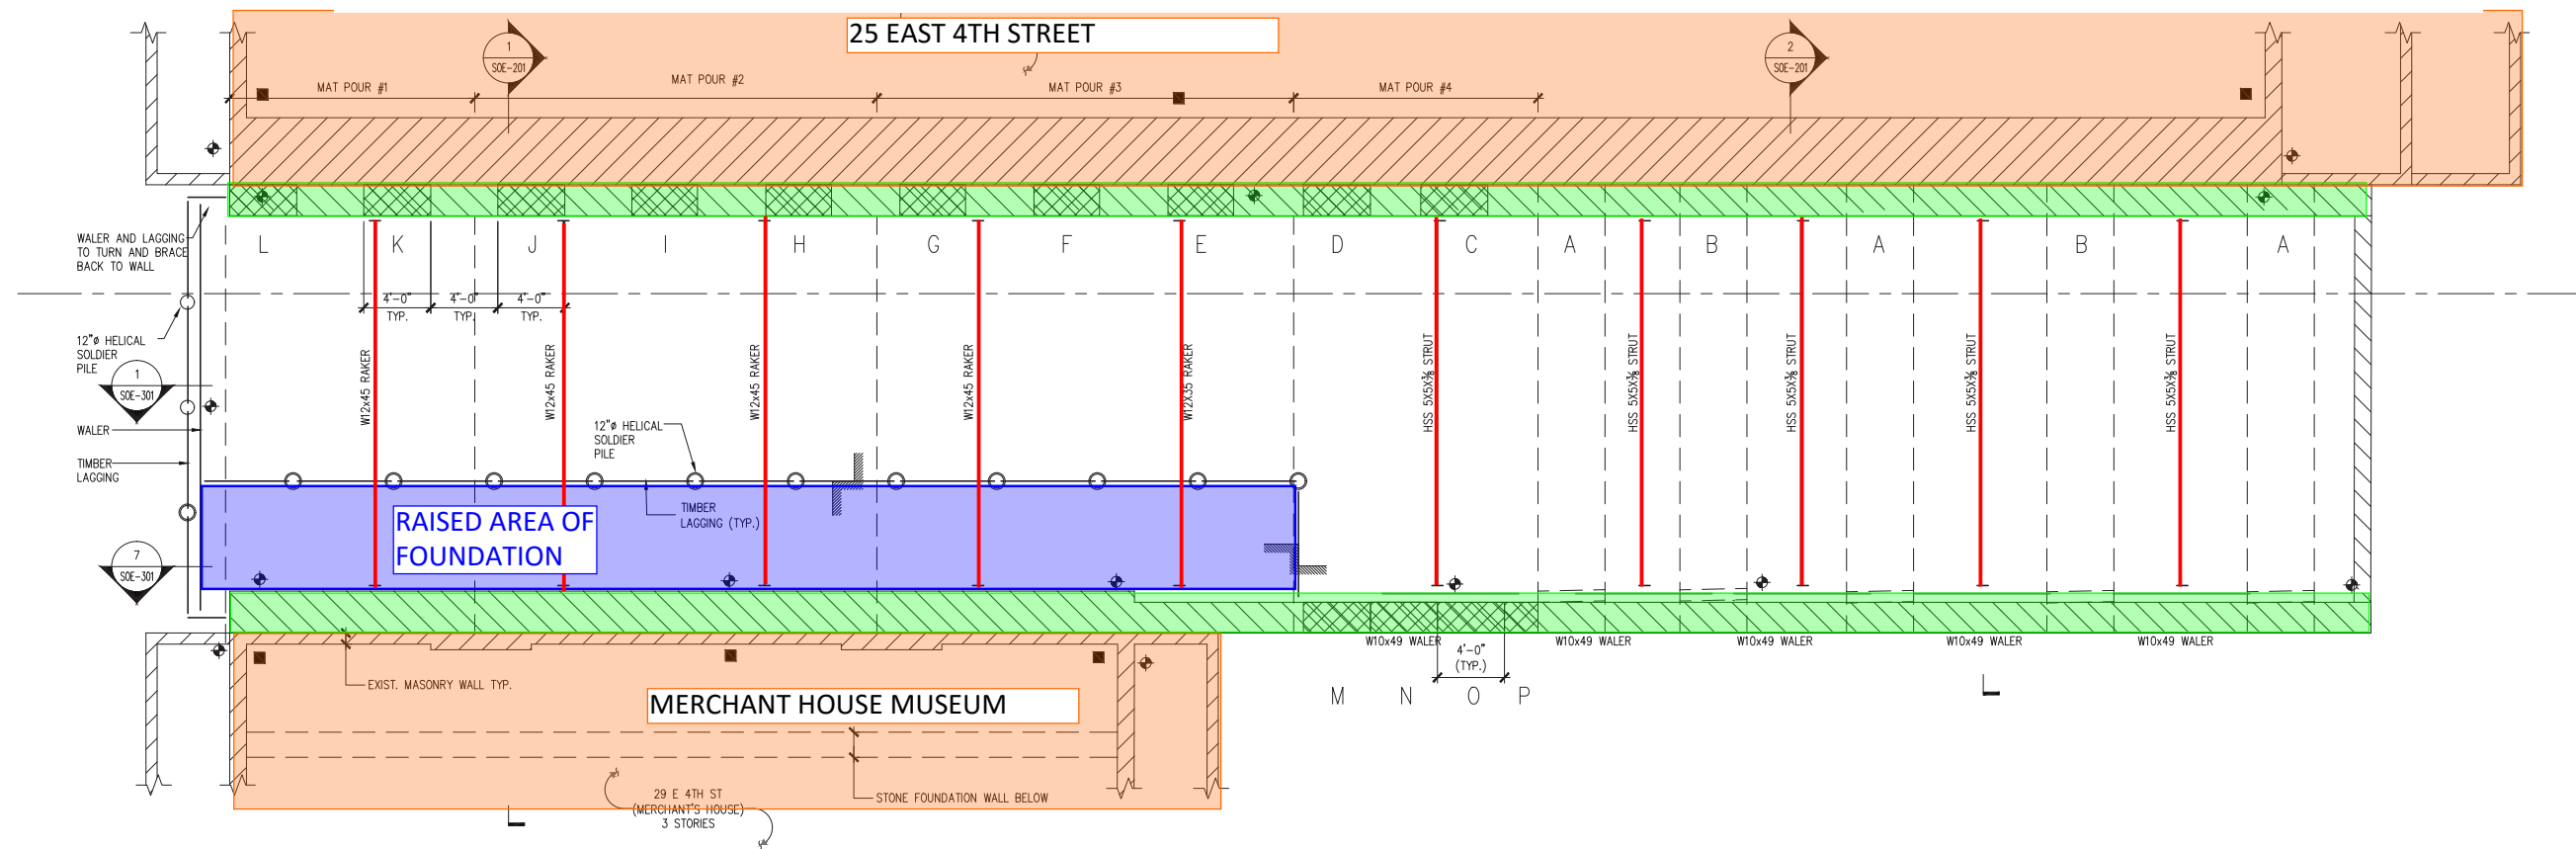 25 EAST 4TH STREET
1
SOE-201
2
SOE-201
MAT POUR #1
MAT POUR #2
MAT POUR #3
MAT POUR #4
WALER AND LAGGING
TO TURN AND BRACE
BACK TO WALL
L
K
J
I
H
G
F
E
D
C
A
B
A
B
A
4'-0"
TYP.
4'-0"
TYP.
4'-0"
TYP.
12"ø HELICAL
SOLDIER
PILE
1
SOE-301
WALER
TIMBER
LAGGING
W12x45 RAKER
W12x45 RAKER
W12x45 RAKER
W12x45 RAKER
W12X35 RAKER
HSS 5X5X⅜ STRUT
HSS 5X5X⅜ STRUT
HSS 5X5X⅜ STRUT
HSS 5X5X⅜ STRUT
HSS 5X5X⅜ STRUT
12"ø HELICAL
SOLDIER
PILE
TIMBER
LAGGING (TYP.)
RAISED AREA OF
FOUNDATION
7
SOE-301
W10x49 WALER
W10x49 WALER
W10x49 WALER
W10x49 WALER
W10x49 WALER
4'-0"
(TYP.)
M
N
O
P
EXIST. MASONRY WALL TYP.
MERCHANT HOUSE MUSEUM
29 E 4TH ST
(MERCHANT'S HOUSE)
3 STORIES
STONE FOUNDATION WALL BELOW